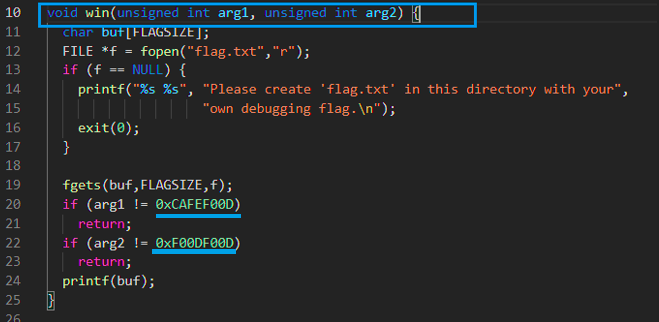 10 void win(unsigned int arg1, unsigned int arg2) {
11 char buf[FLAGSIZE];
12 FILE *f = fopen("flag.txt","r");
13 if (f == NULL) {
14 printf("%s %s", "Please create 'flag.txt' in this directory with your",
15 "own debugging flag.\n");
16 exit(0);
17 }
18
19 fgets(buf,FLAGSIZE,f);
20 if (arg1 != 0xCAFEF00D)
21 return;
22 if (arg2 != 0xF00DF00D)
23 return;
24 printf(buf);
25 }